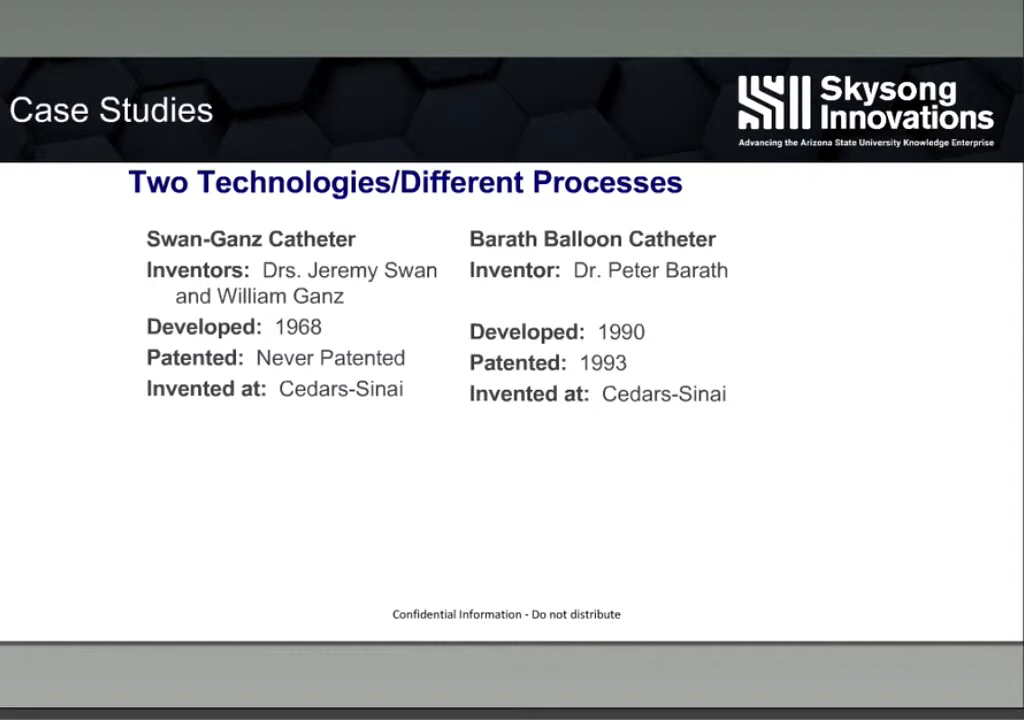 Case Studies
Skysong
Innovations
Advancing the Arizona State University Knowledge Enterprise
Two Technologies/Different Processes
Swan-Ganz Catheter
Inventors: Drs. Jeremy Swan
and William Ganz
Developed: 1968
Patented: Never Patented
Invented at: Cedars-Sinai
Barath Balloon Catheter
Inventor: Dr. Peter Barath
Developed: 1990
Patented: 1993
Invented at: Cedars-Sinai
Confidential Information - Do not distribute